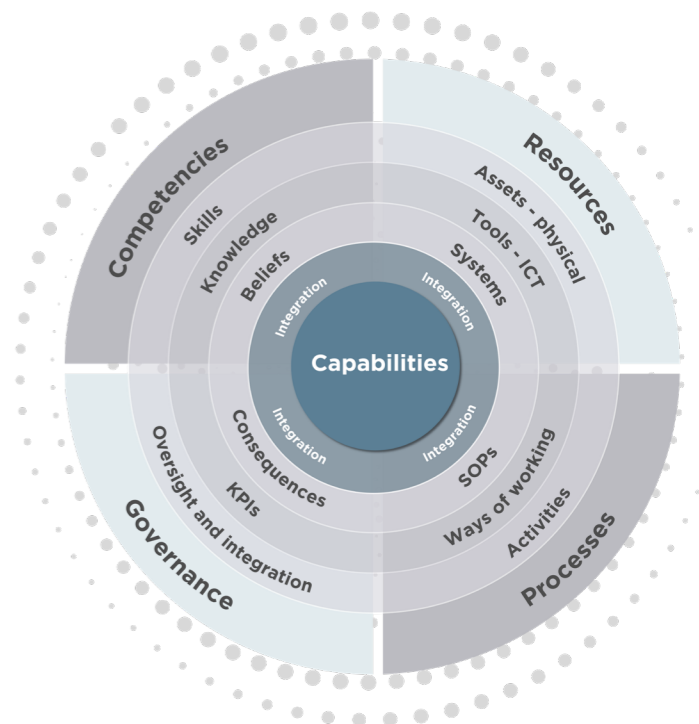 Competencies
Skills
Knowledge
Beliefs
Resources
Assets - physical
Tools - ICT
Systems
Integration
Integration
Capabilities
Integration
Integration
Governance
Oversight and integration
KPIs
Consequences
SOPs
Ways of working
Activities
Processes